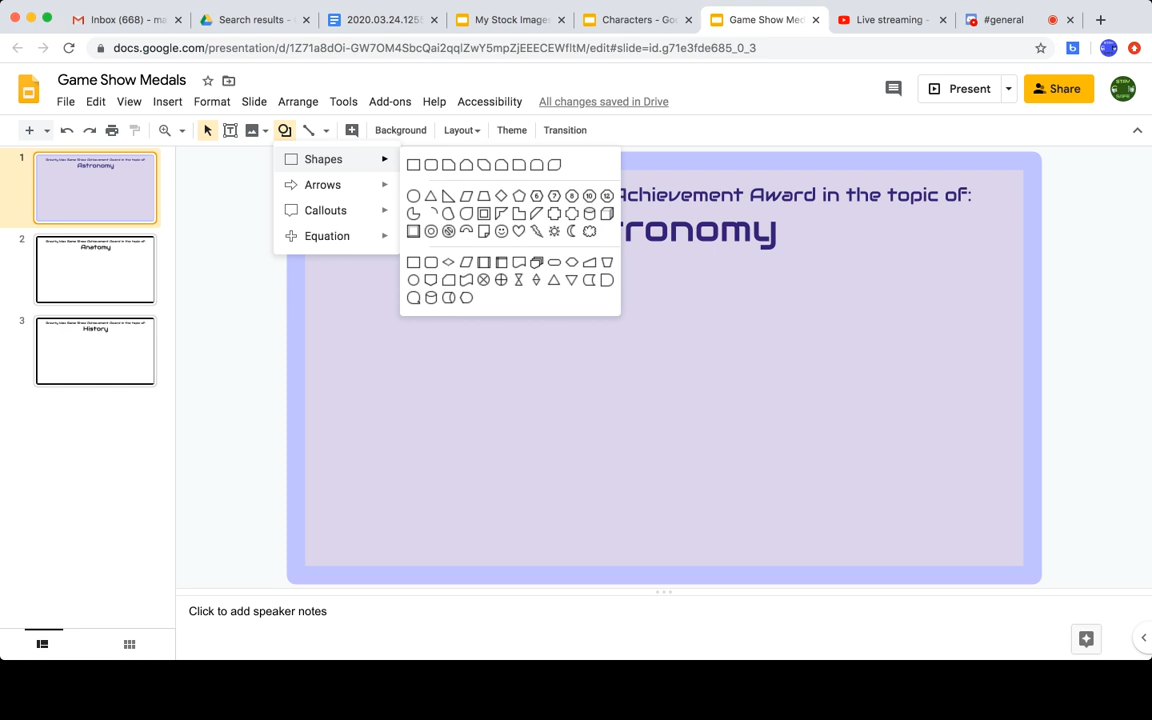 Inbox (668) - ma
Search results -
2020.03.24.125
My Stock Image
Characters - Go
Game Show Med
Live streaming -
#general
docs.google.com/presentation/d/1Z71a8dOi-GW7OM4SbcQai2qqlZwY5mpZjEEECEWfltM/edit#slide=id.g71e3fde685_0_3
Game Show Medals
File Edit View Insert Format Slide Arrange Tools Add-ons Help Accessibility All changes saved in Drive
Present
Share
Background Layout Theme Transition
Shapes
Arrows
Callouts
Equation
Achievement Award in the topic of:
ronomy
1
Astronomy
2
Anatomy
3
History
Click to add speaker notes